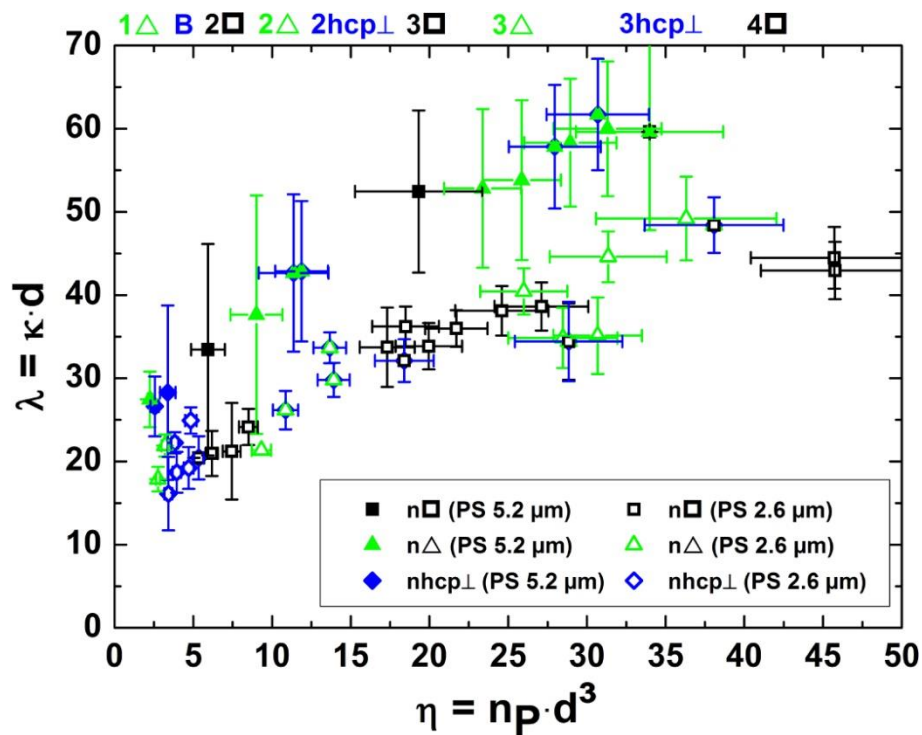 1△ B 2□ 2△ 2hcp⊥ 3□ 3△ 3hcp⊥ 4□
70
60
50
40
30
20
10
0
λ = κ·d
n□ (PS 5.2 µm) n□ (PS 2.6 µm)
n△ (PS 5.2 µm) n△ (PS 2.6 µm)
nhcp⊥ (PS 5.2 µm) nhcp⊥ (PS 2.6 µm)
0 5 10 15 20 25 30 35 40 45 50
η = nP·d³